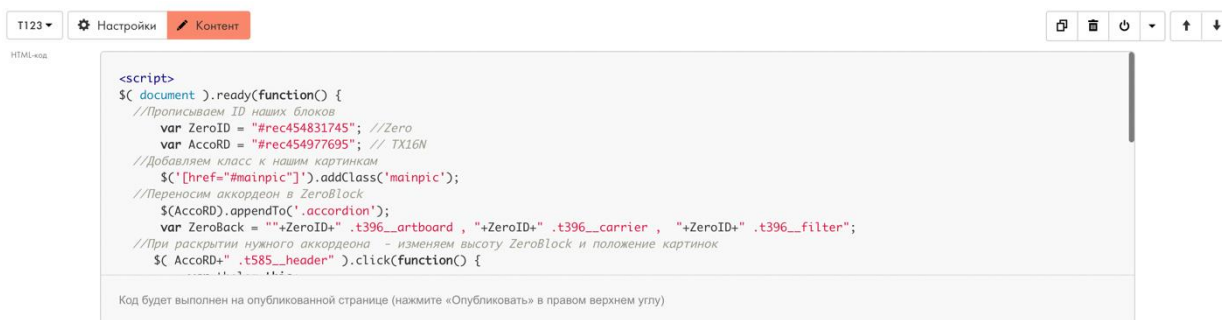 T123 Настройки Контент
HTML-код
<script>
$( document ).ready(function() {
//Прописываем ID наших блоков
var ZeroID = "#rec454831745"; //Zero
var AccoRD = "#rec454977695"; // TX16N
//Добавляем класс к нашим картинкам
$('[href="#mainpic"]').addClass('mainpic');
//Переносим аккордеон в ZeroBlock
$(AccoRD).appendTo('.accordion');
var ZeroBack = ""+ZeroID+" .t396__artboard , "+ZeroID+" .t396__carrier ,  "+ZeroID+" .t396__filter";
//При раскрытии нужного аккордеона  - изменяем высоту ZeroBlock и положение картинок
$( AccoRD+" .t585__header" ).click(function() {
Код будет выполнен на опубликованной странице (нажмите «Опубликовать» в правом верхнем углу)